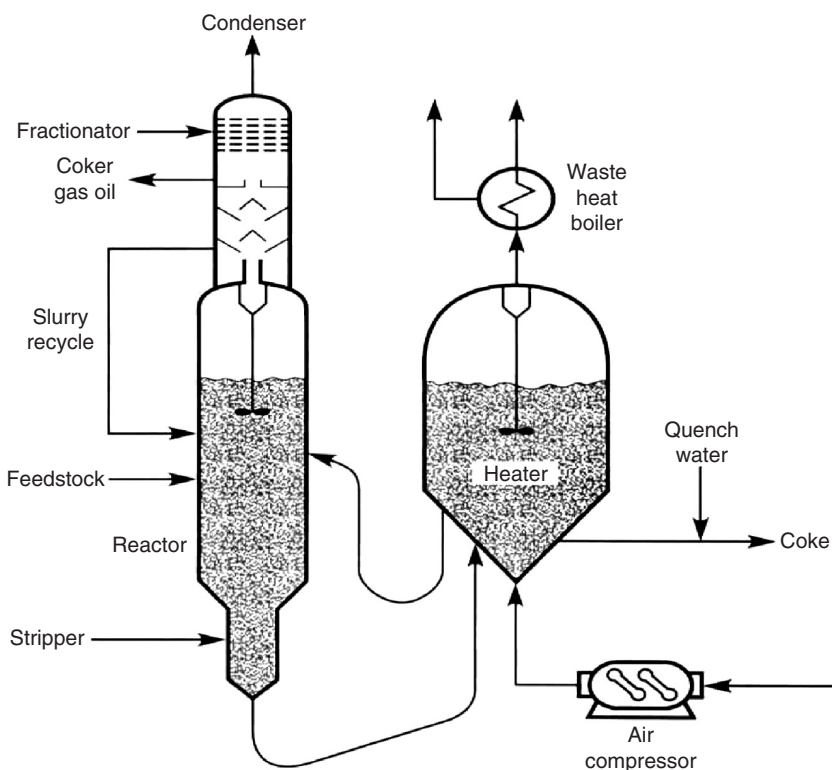 Condenser
Fractionator
Coker
gas oil
Waste
heat
boiler
Slurry
recycle
Quench
water
Feedstock
Heater
Reactor
Coke
Stripper
Air
compressor